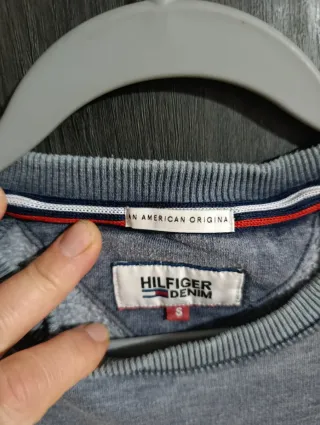 AN AMERICAN ORIGINA
HILFIGER
DENIM
S